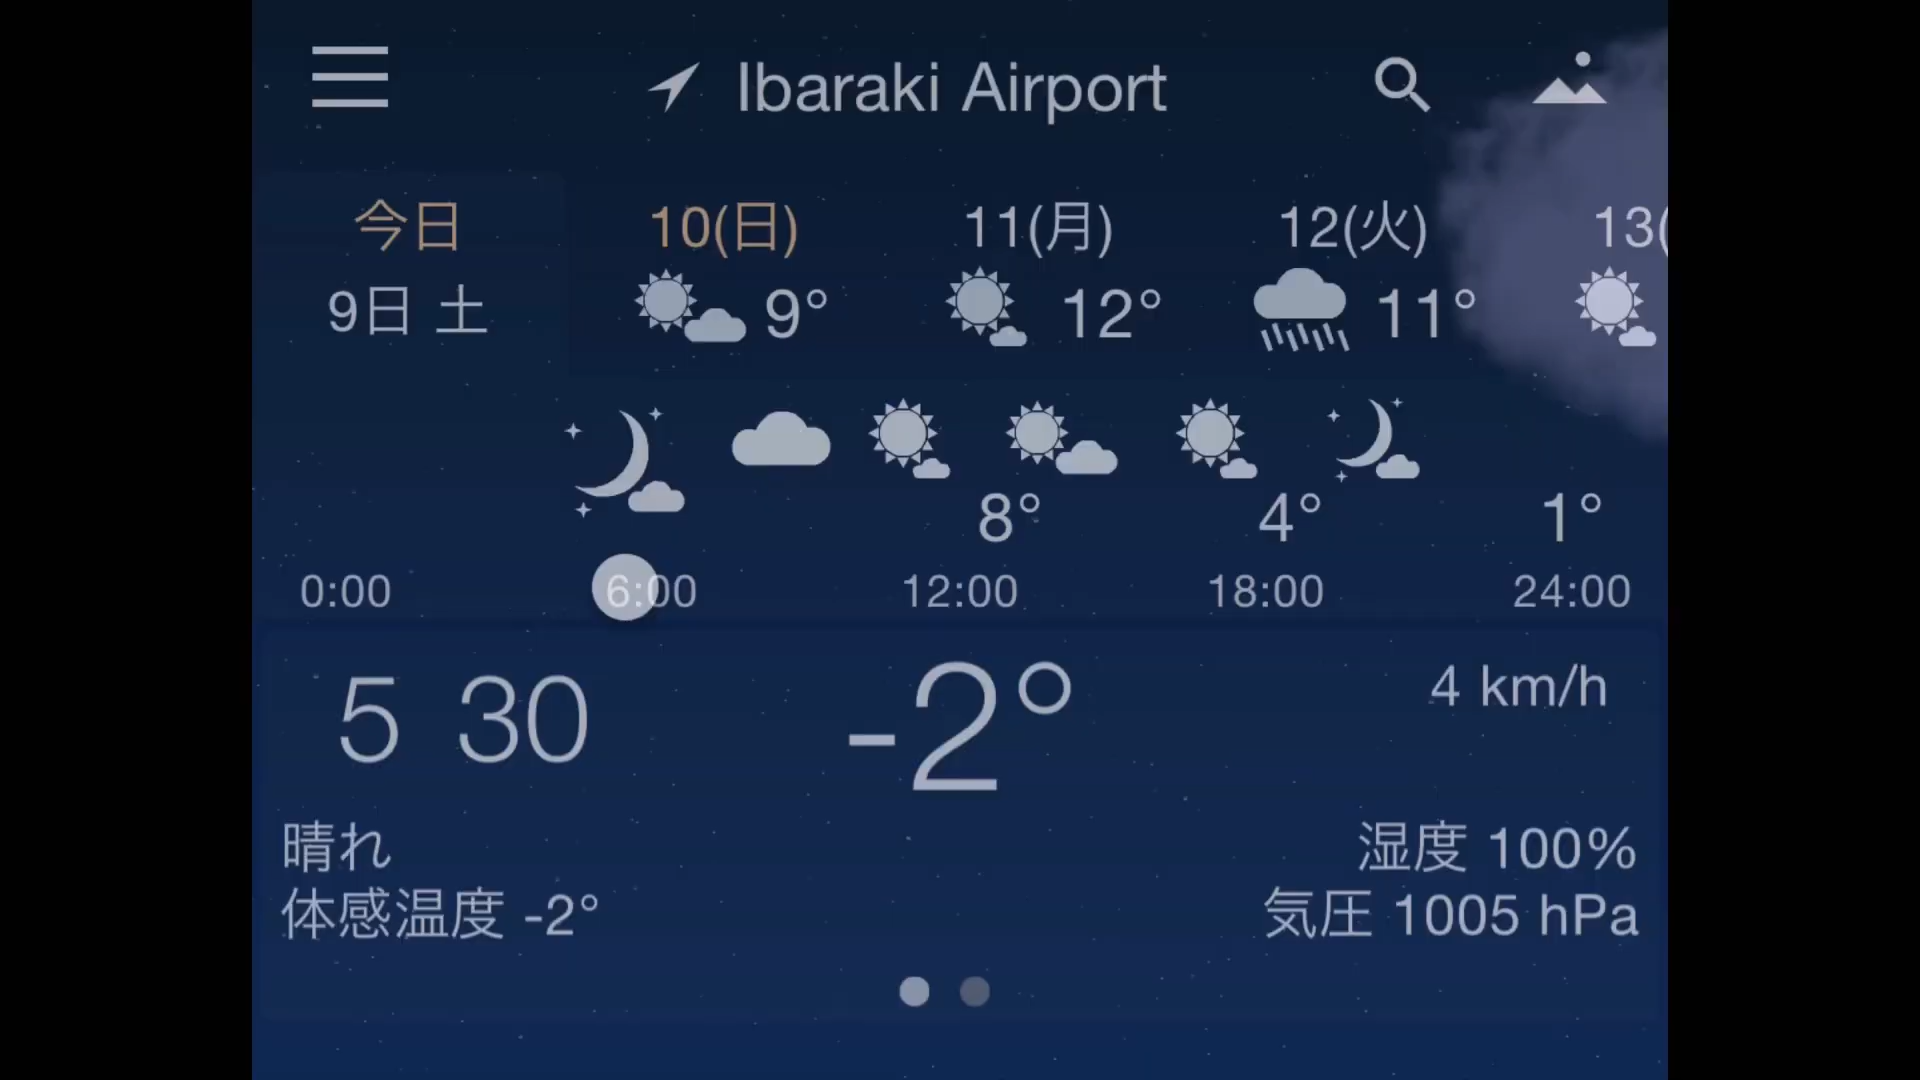 Ibaraki Airport
今日 10(日) 11(月) 12(火) 13(
9日 土 9° 12° 11°
8° 4° 1°
0:00 6:00 12:00 18:00 24:00
5 30 -2° 4 km/h
晴れ 湿度 100%
体感温度 -2° 気圧 1005 hPa